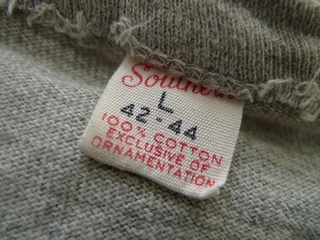 L
42-44
100% COTTON
EXCLUSIVE OF
ORNAMENTATION